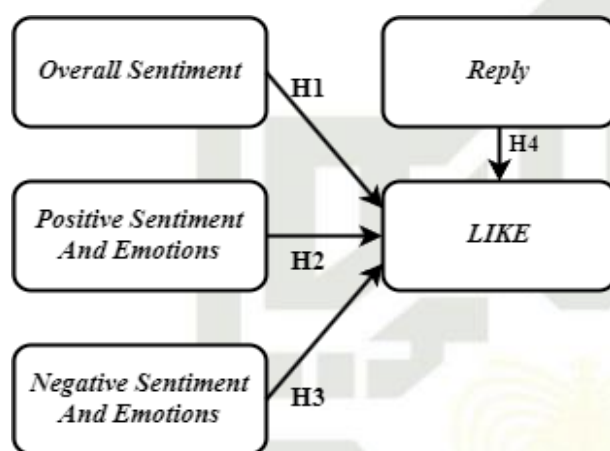 Overall Sentiment
H1
Reply
H4
Positive Sentiment
And Emotions
H2
LIKE
Negative Sentiment
And Emotions
H3